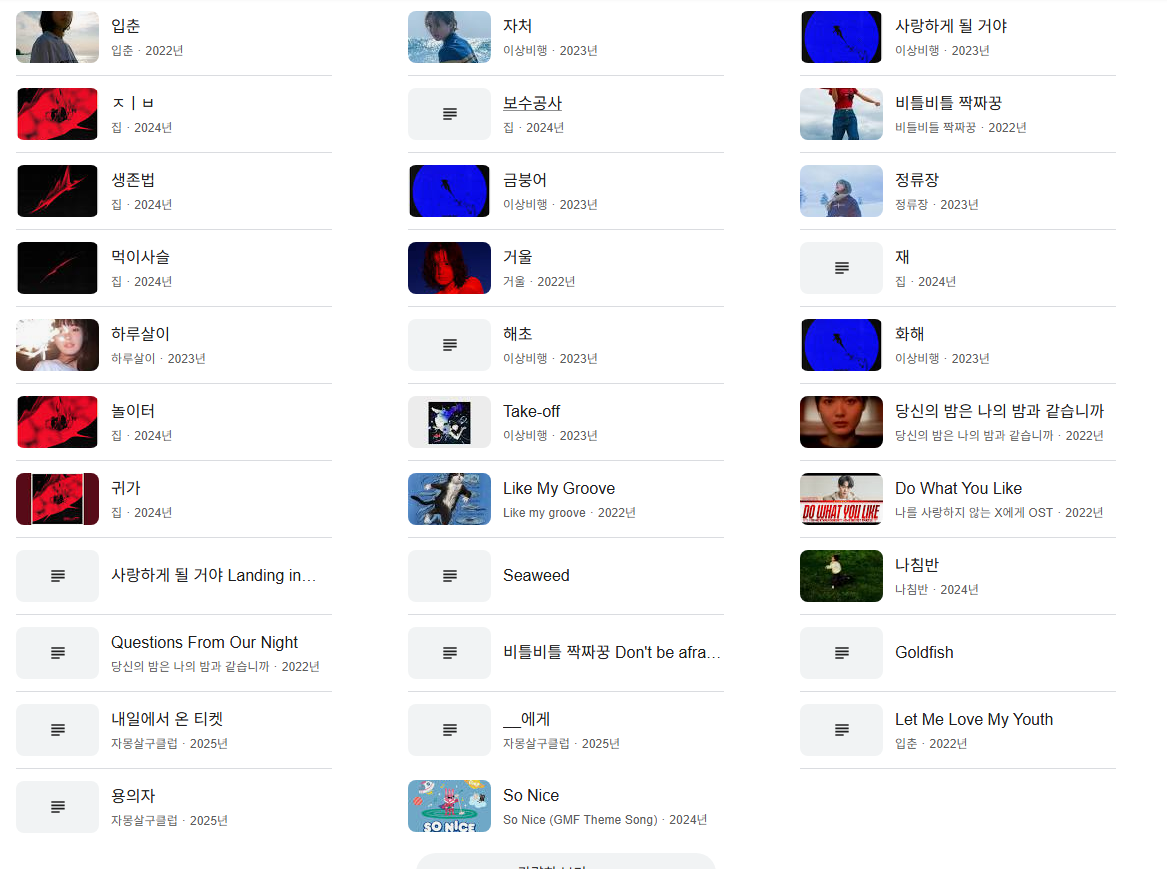 입춘
입춘 · 2022년
자처
이상비행 · 2023년
사랑하게 될 거야
이상비행 · 2023년
ㅈㅣㅂ
집 · 2024년
보수공사
집 · 2024년
비틀비틀 짝짜꿍
비틀비틀 짝짜꿍 · 2022년
생존법
집 · 2024년
금붕어
이상비행 · 2023년
정류장
정류장 · 2023년
먹이사슬
집 · 2024년
거울
거울 · 2022년
재
집 · 2024년
하루살이
하루살이 · 2023년
해초
이상비행 · 2023년
화해
이상비행 · 2023년
놀이터
집 · 2024년
Take-off
이상비행 · 2023년
당신의 밤은 나의 밤과 같습니까
당신의 밤은 나의 밤과 같습니까 · 2022년
귀가
집 · 2024년
Like My Groove
Like my groove · 2022년
DO WHAT YOU LIKE
Do What You Like
나를 사랑하지 않는 X에게 OST · 2022년
사랑하게 될 거야 Landing in...
Seaweed
나침반
나침반 · 2024년
Questions From Our Night
당신의 밤은 나의 밤과 같습니까 · 2022년
비틀비틀 짝짜꿍 Don't be afra...
Goldfish
내일에서 온 티켓
자몽살구클럽 · 2025년
__에게
자몽살구클럽 · 2025년
Let Me Love My Youth
입춘 · 2022년
용의자
자몽살구클럽 · 2025년
SO NICE
So Nice
So Nice (GMF Theme Song) · 2024년